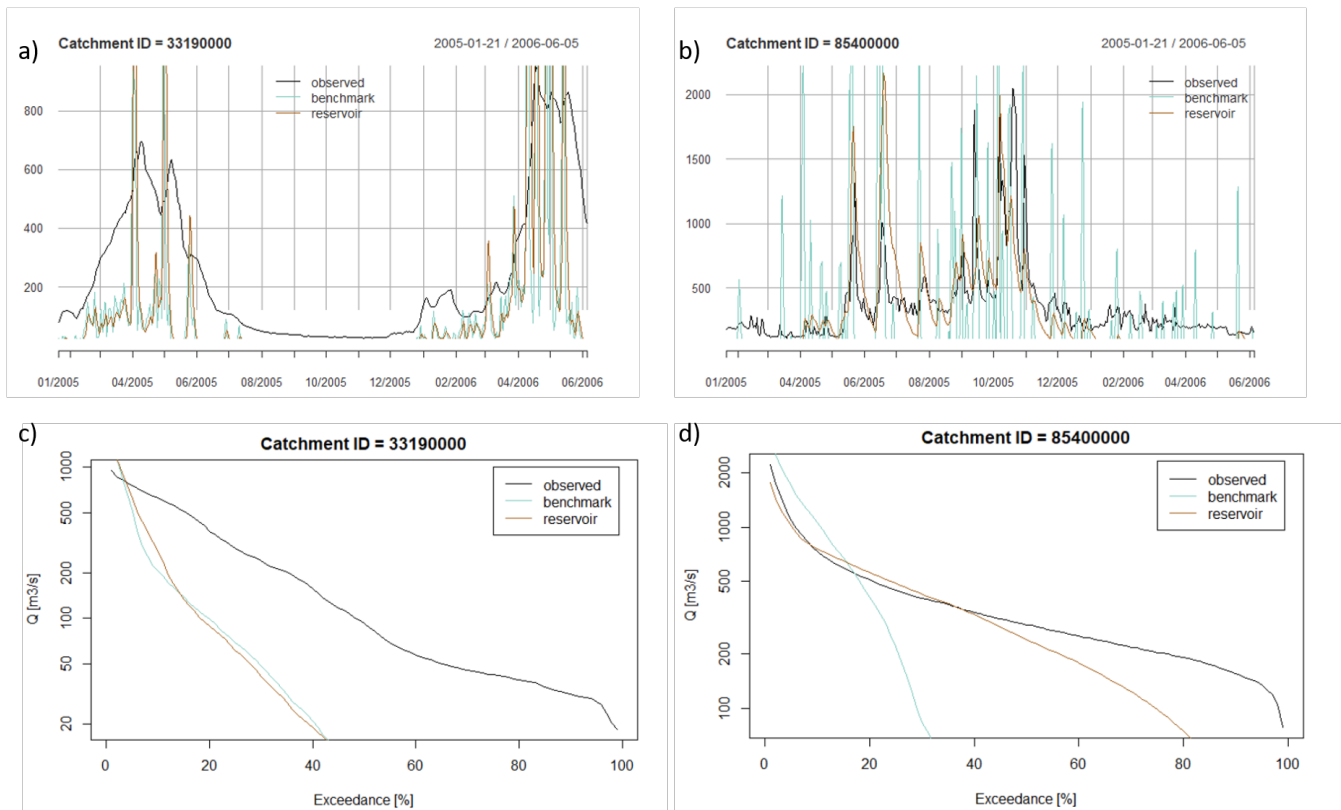 a)
Catchment ID = 33190000 2005-01-21 / 2006-06-05
observed
benchmark
reservoir
800
600
400
200
01/2005 04/2005 06/2005 08/2005 10/2005 12/2005 02/2006 04/2006 06/2006
b)
Catchment ID = 85400000 2005-01-21 / 2006-06-05
observed
benchmark
reservoir
2000
1500
1000
500
01/2005 04/2005 06/2005 08/2005 10/2005 12/2005 02/2006 04/2006 06/2006
c)
Catchment ID = 33190000
observed
benchmark
reservoir
Q [m3/s]
1000
500
200
100
50
20
0 20 40 60 80 100
Exceedance [%]
d)
Catchment ID = 85400000
observed
benchmark
reservoir
Q [m3/s]
2000
1000
500
200
100
0 20 40 60 80 100
Exceedance [%]